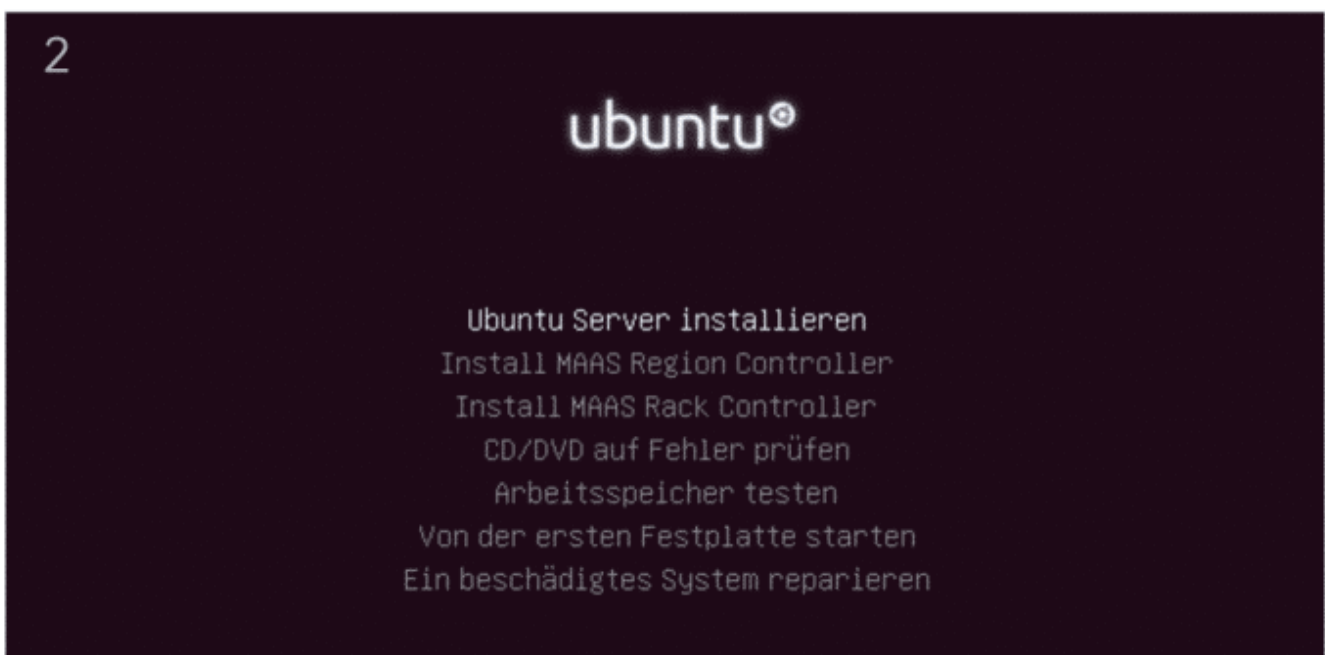 2
ubuntu
Ubuntu Server installieren
Install MAAS Region Controller
Install MAAS Rack Controller
CD/DVD auf Fehler prüfen
Arbeitsspeicher testen
Von der ersten Festplatte starten
Ein beschädigtes System reparieren